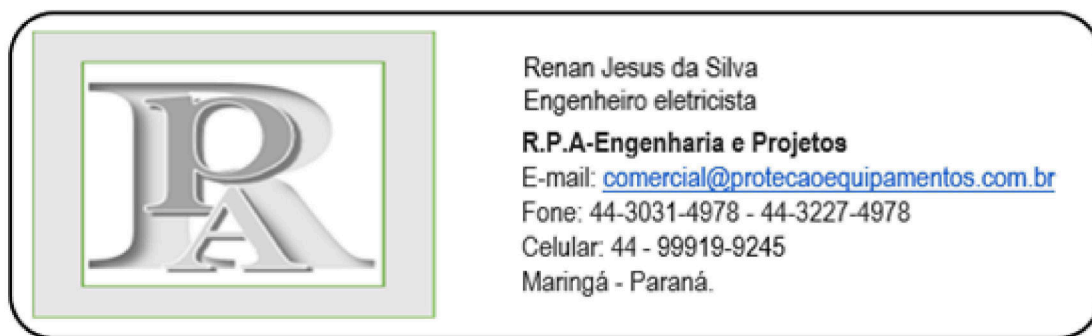 RPA
Renan Jesus da Silva
Engenheiro eletricista
R.P.A-Engenharia e Projetos
E-mail: comercial@protecaoequipamentos.com.br
Fone: 44-3031-4978 - 44-3227-4978
Celular: 44 - 99919-9245
Maringá - Paraná.